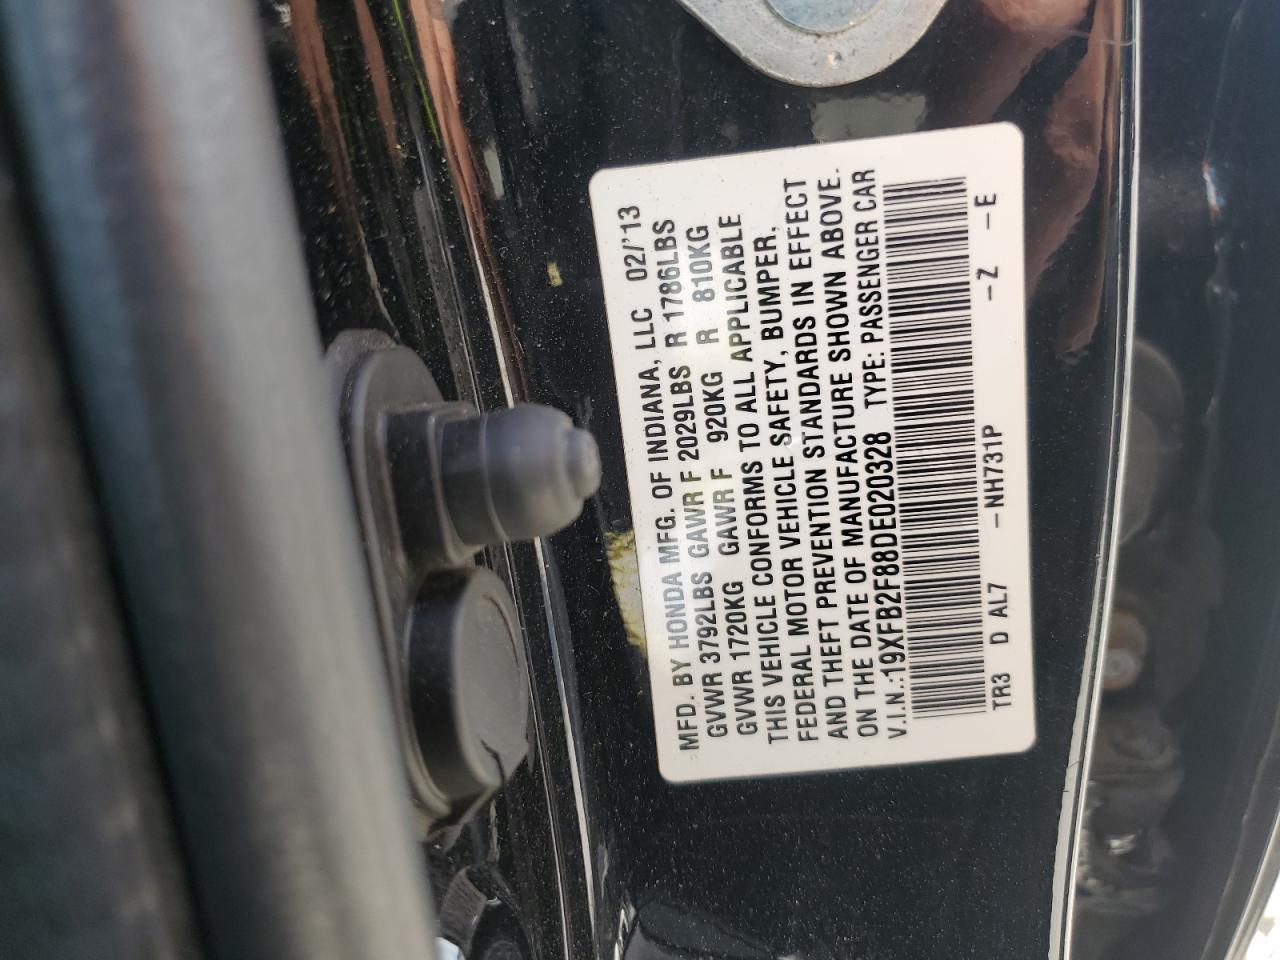 MFD. BY HONDA MFG. OF INDIANA, LLC 02/'13
GVWR 3792LBS GAWR F 2029LBS R 1786LBS
GVWR 1720KG GAWR F 920KG R 810KG
THIS VEHICLE CONFORMS TO ALL APPLICABLE
FEDERAL MOTOR VEHICLE SAFETY, BUMPER,
AND THEFT PREVENTION STANDARDS IN EFFECT
ON THE DATE OF MANUFACTURE SHOWN ABOVE.
V.I.N.:19XFB2F88DE020328 TYPE: PASSENGER CAR
TR3 D AL7 –NH731P –Z –E